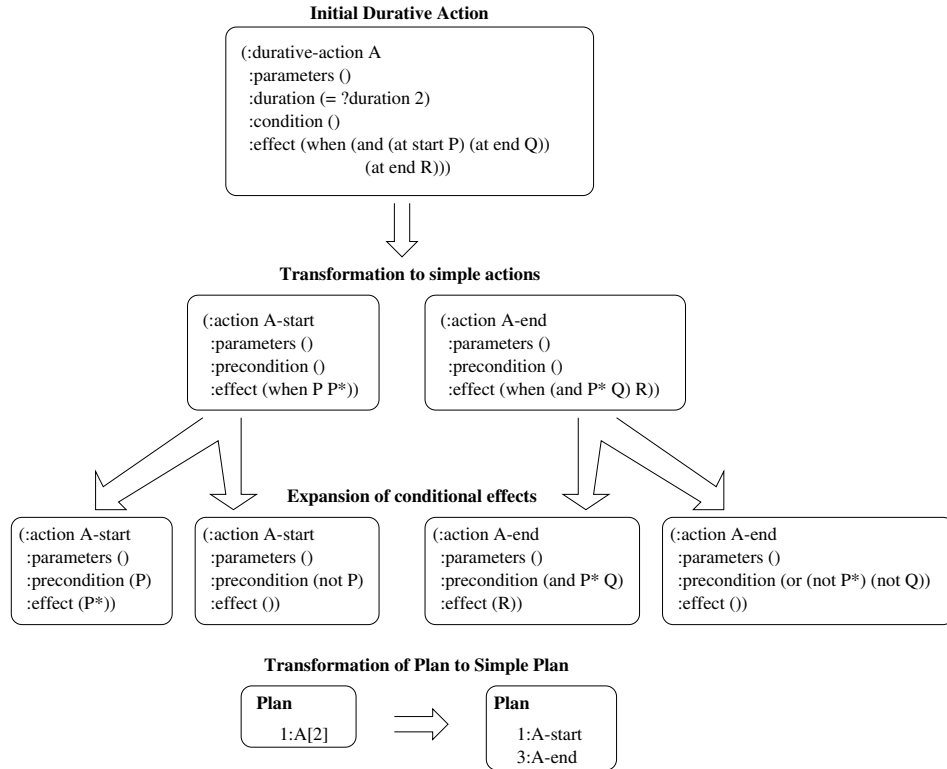 Initial Durative Action
(:durative-action A
:parameters ()
:duration (= ?duration 2)
:condition ()
:effect (when (and (at start P) (at end Q))
(at end R)))
Transformation to simple actions
(:action A-start
:parameters ()
:precondition ()
:effect (when P P*))
(:action A-end
:parameters ()
:precondition ()
:effect (when (and P* Q) R))
Expansion of conditional effects
(:action A-start
:parameters ()
:precondition (P)
:effect (P*))
(:action A-start
:parameters ()
:precondition (not P)
:effect ())
(:action A-end
:parameters ()
:precondition (and P* Q)
:effect (R))
(:action A-end
:parameters ()
:precondition (or (not P*) (not Q))
:effect ())
Transformation of Plan to Simple Plan
Plan
1:A[2]
Plan
1:A-start
3:A-end